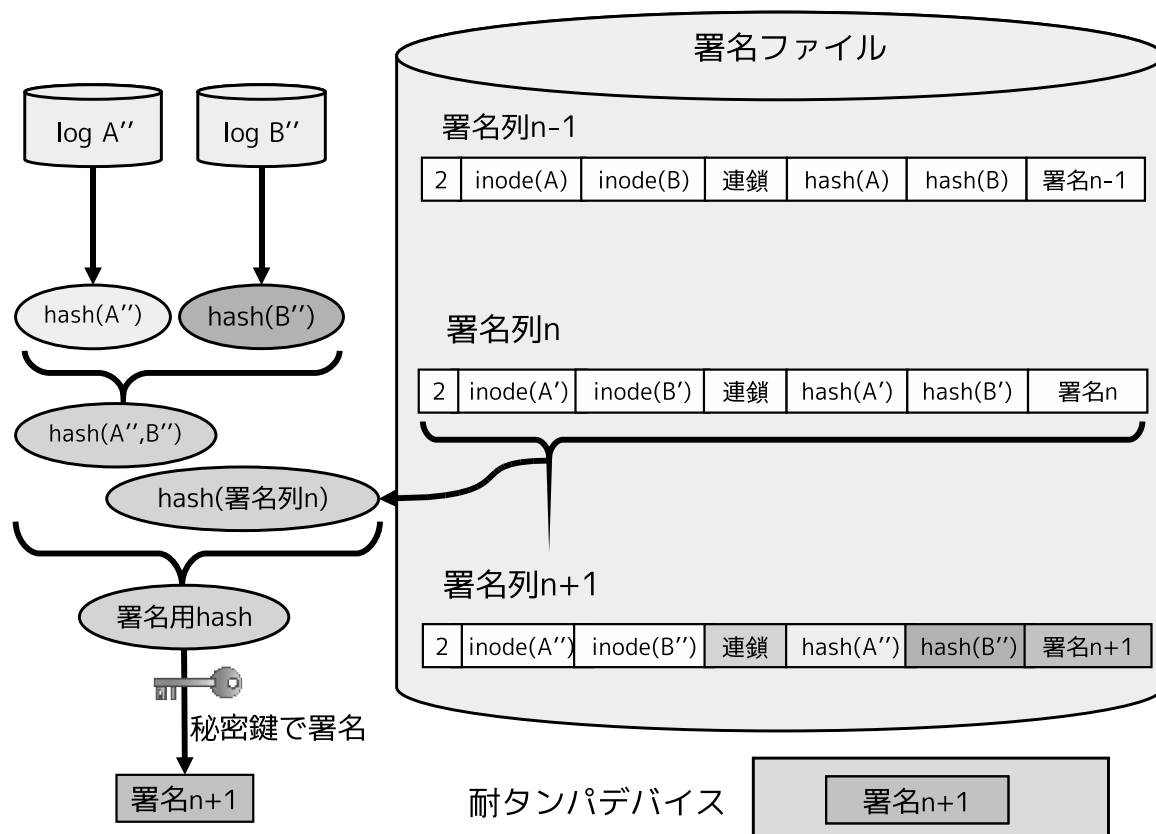 署名ファイル
log A''
log B''
署名列n-1
2 inode(A) inode(B) 連鎖 hash(A) hash(B) 署名n-1
hash(A'')
hash(B'')
署名列n
2 inode(A') inode(B') 連鎖 hash(A') hash(B') 署名n
hash(A'',B'')
hash(署名列n)
署名列n+1
署名用hash
2 inode(A'') inode(B'') 連鎖 hash(A'') hash(B'') 署名n+1
秘密鍵で署名
署名n+1
耐タンパデバイス
署名n+1